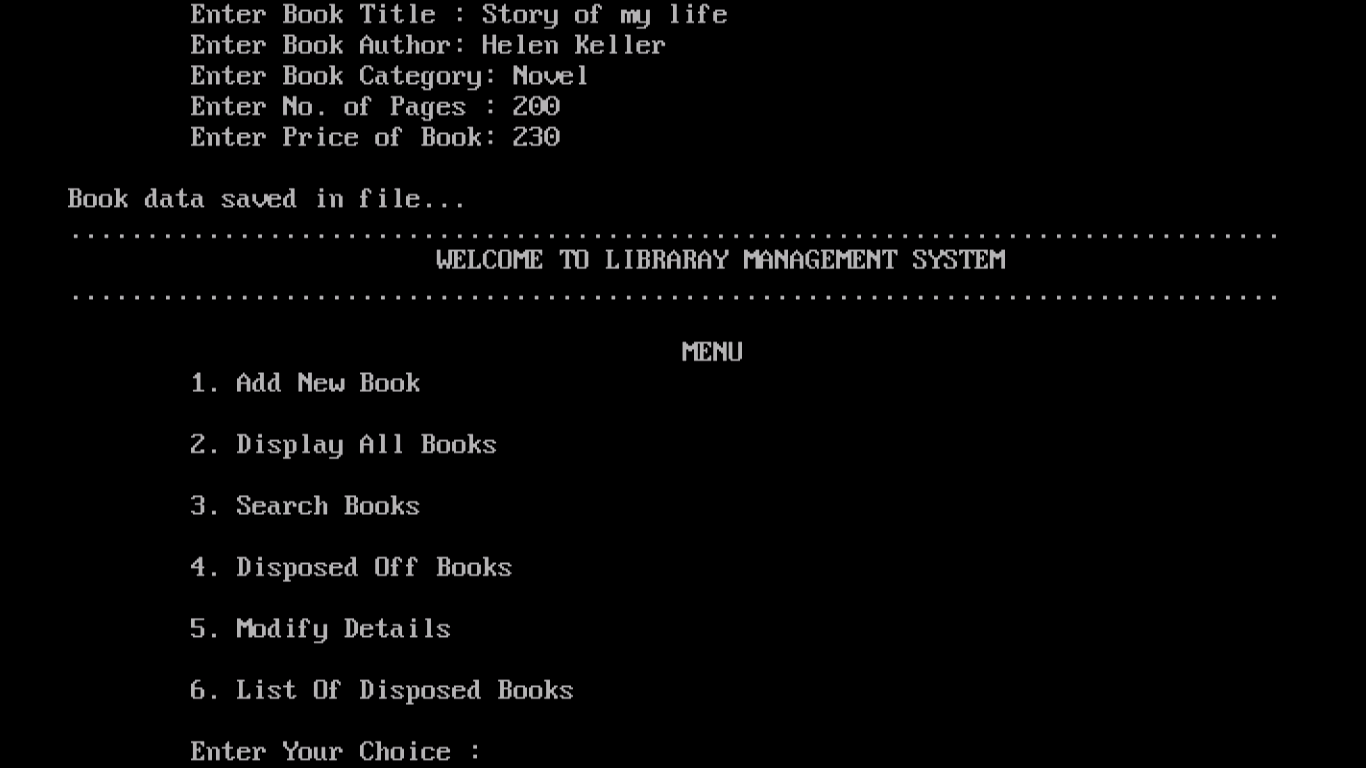 Enter Book Title : Story of my life
Enter Book Author: Helen Keller
Enter Book Category: Novel
Enter No. of Pages : 200
Enter Price of Book: 230
Book data saved in file...
...............................................................................
WELCOME TO LIBRARAY MANAGEMENT SYSTEM
...............................................................................
MENU
1. Add New Book
2. Display All Books
3. Search Books
4. Disposed Off Books
5. Modify Details
6. List Of Disposed Books
Enter Your Choice :